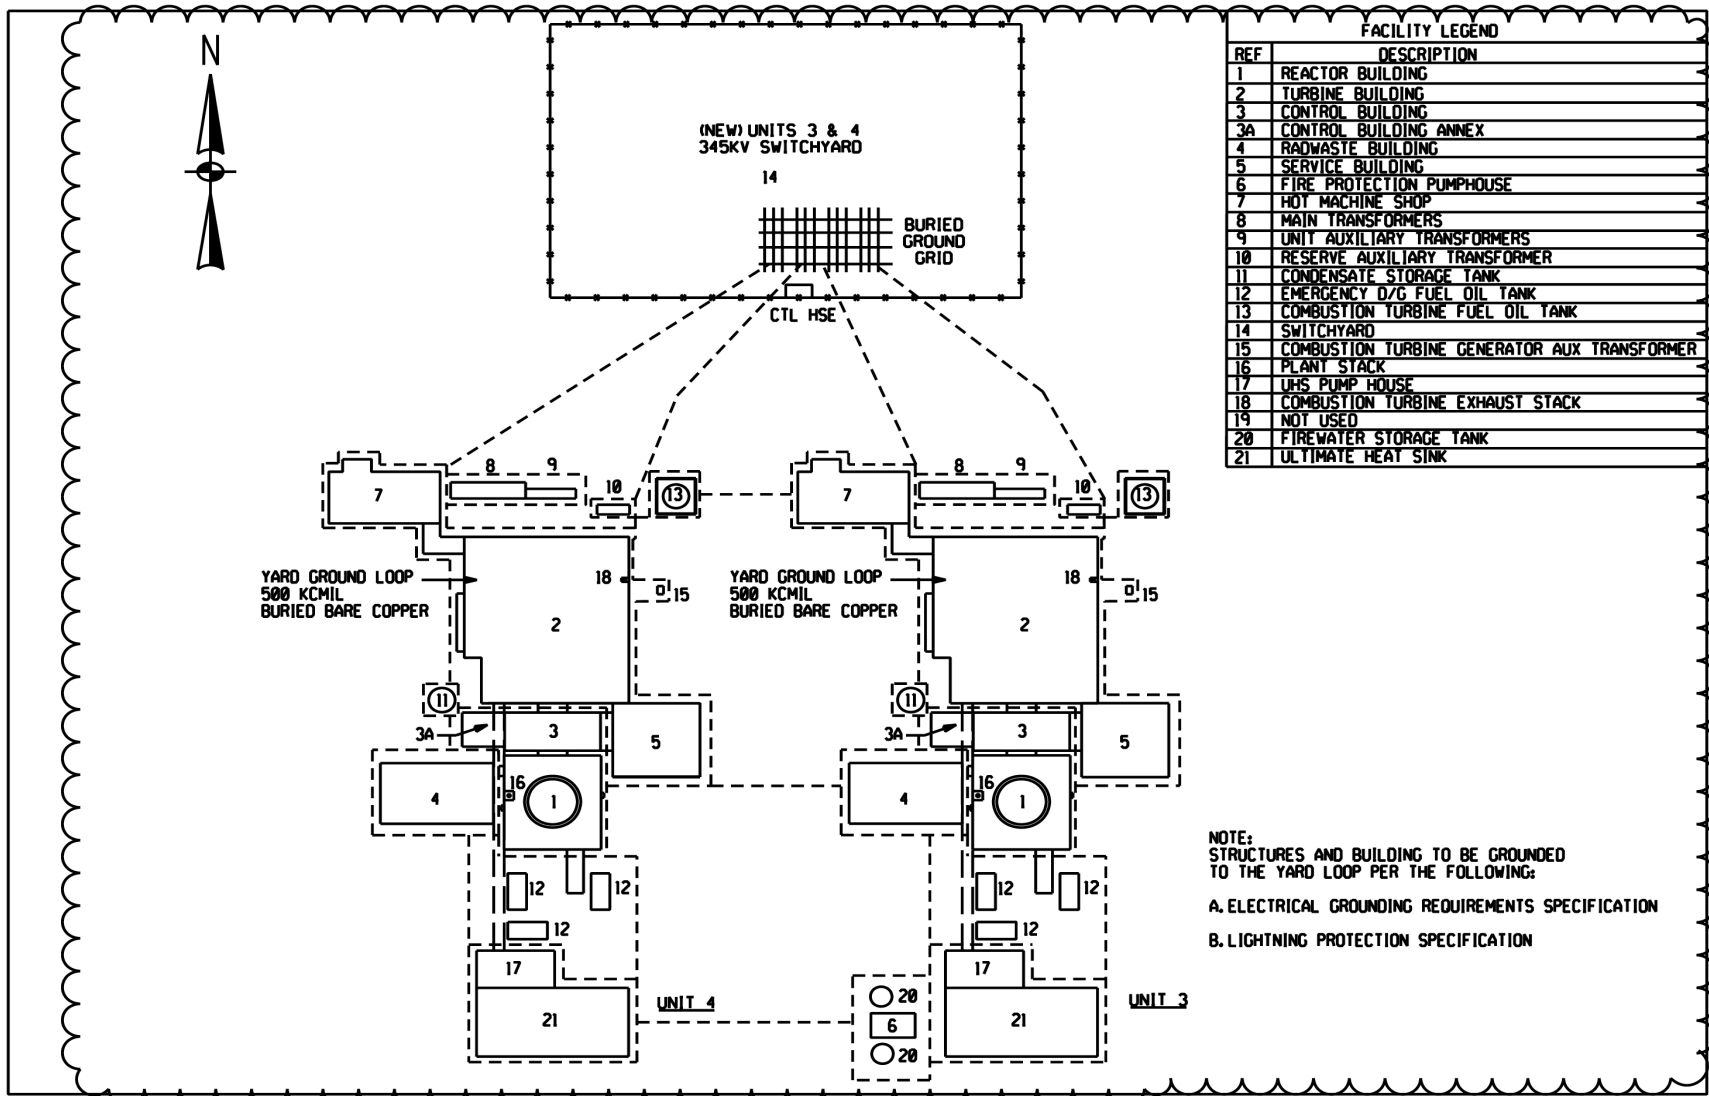 N
(NEW) UNITS 3 & 4
345KV SWITCHYARD
14
BURIED
GROUND
GRID
CTL HSE
FACILITY LEGEND
REF DESCRIPTION
1 REACTOR BUILDING
2 TURBINE BUILDING
3 CONTROL BUILDING
3A CONTROL BUILDING ANNEX
4 RADWASTE BUILDING
5 SERVICE BUILDING
6 FIRE PROTECTION PUMPHOUSE
7 HOT MACHINE SHOP
8 MAIN TRANSFORMERS
9 UNIT AUXILIARY TRANSFORMERS
10 RESERVE AUXILIARY TRANSFORMER
11 CONDENSATE STORAGE TANK
12 EMERGENCY D/G FUEL OIL TANK
13 COMBUSTION TURBINE FUEL OIL TANK
14 SWITCHYARD
15 COMBUSTION TURBINE GENERATOR AUX TRANSFORMER
16 PLANT STACK
17 UHS PUMP HOUSE
18 COMBUSTION TURBINE EXHAUST STACK
19 NOT USED
20 FIREWATER STORAGE TANK
21 ULTIMATE HEAT SINK
7
8
9
10
13
YARD GROUND LOOP
500 KCMIL
BURIED BARE COPPER
18
15
2
11
3A
3
5
4
16
1
12
12
12
17
21
UNIT 4
7
8
9
10
13
YARD GROUND LOOP
500 KCMIL
BURIED BARE COPPER
18
15
2
11
3A
3
5
4
16
1
12
12
12
17
21
20
6
20
UNIT 3
NOTE:
STRUCTURES AND BUILDING TO BE GROUNDED
TO THE YARD LOOP PER THE FOLLOWING:
A. ELECTRICAL GROUNDING REQUIREMENTS SPECIFICATION
B. LIGHTNING PROTECTION SPECIFICATION